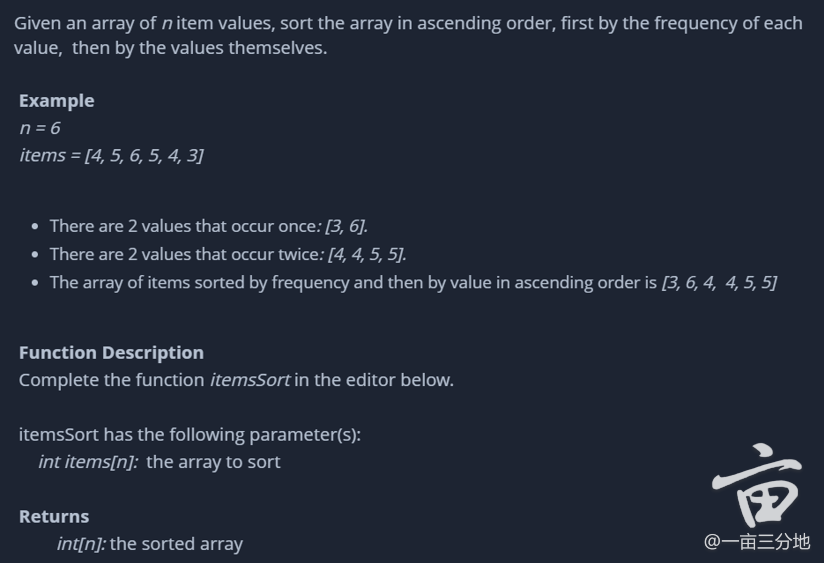 Given an array of n item values, sort the array in ascending order, first by the frequency of each
value,  then by the values themselves.
Example
n = 6
items = [4, 5, 6, 5, 4, 3]
• There are 2 values that occur once: [3, 6].
• There are 2 values that occur twice: [4, 4, 5, 5].
• The array of items sorted by frequency and then by value in ascending order is [3, 6, 4,  4, 5, 5]
Function Description
Complete the function itemsSort in the editor below.
itemsSort has the following parameter(s):
int items[n]:  the array to sort
Returns
int[n]: the sorted array
亩
@一亩三分地